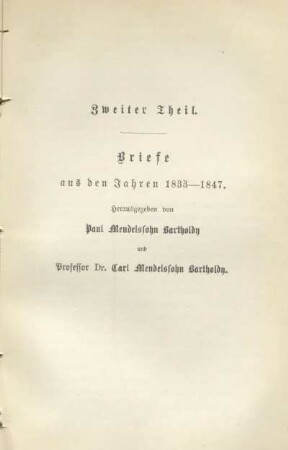 Zweiter Theil.
Briefe
aus den Jahren 1833—1847.
Herausgegeben von
Paul Mendelssohn Bartholdy
und
Professor Dr. Carl Mendelssohn Bartholdy.